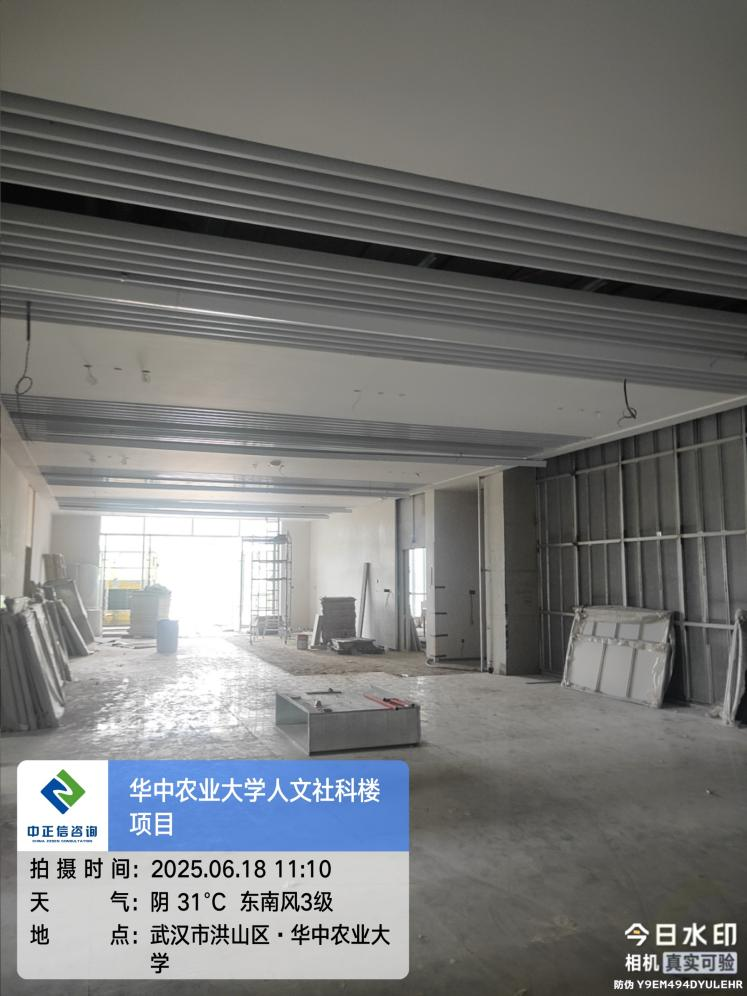 华中农业大学人文社科楼
项目
中正信咨询
CHINA ZEXIN CONSULTATION
拍摄时间：2025.06.18 11:10
天气：阴 31°C 东南风3级
地点：武汉市洪山区·华中农业大
学
今日水印
相机 真实可验
防伪 Y9EM494DYULEHR